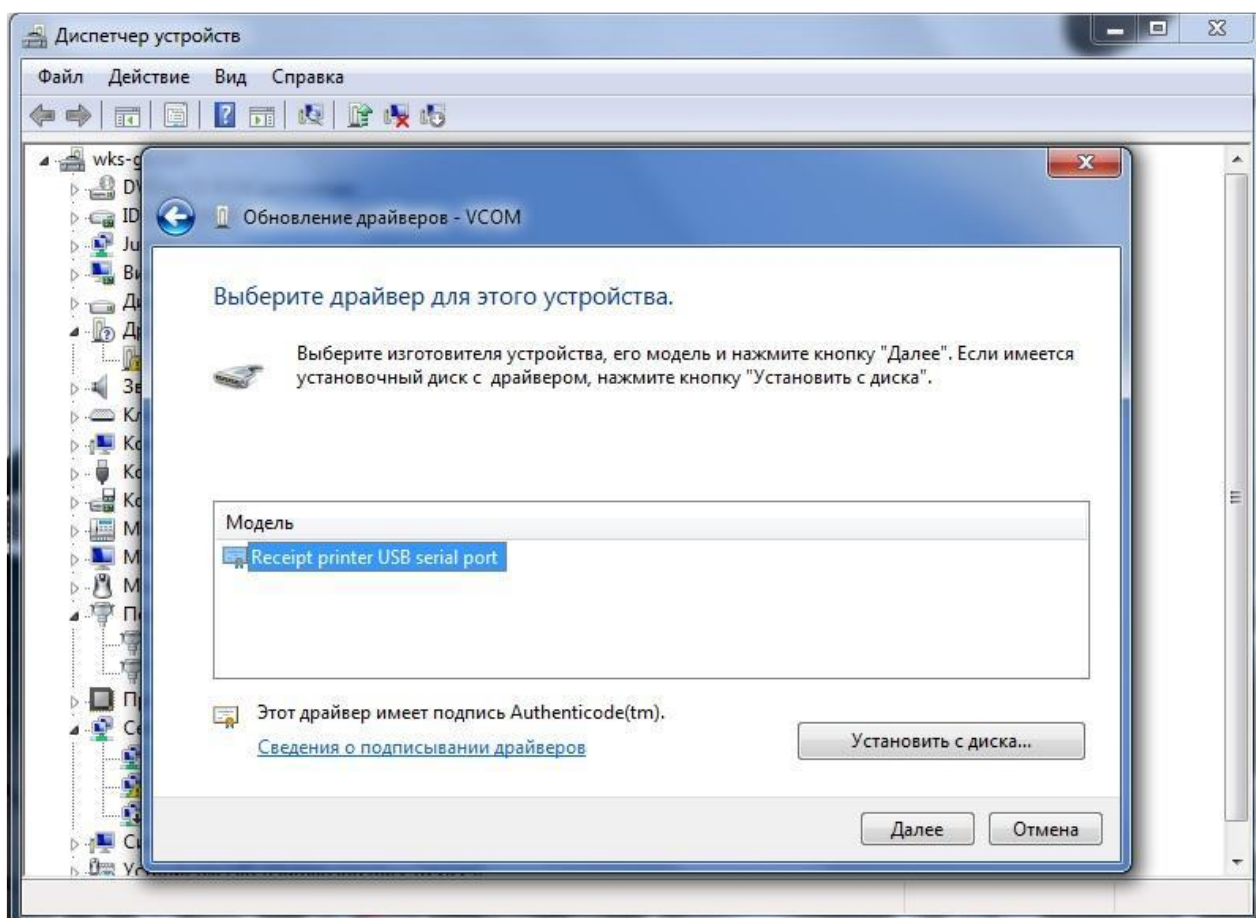 Диспетчер устройств
Файл Действие Вид Справка
Обновление драйверов - VCOM
Выберите драйвер для этого устройства.
Выберите изготовителя устройства, его модель и нажмите кнопку "Далее". Если имеется
установочный диск с драйвером, нажмите кнопку "Установить с диска".
Модель
Receipt printer USB serial port
Этот драйвер имеет подпись Authenticode(tm).
Сведения о подписывании драйверов
Установить с диска...
Далее Отмена